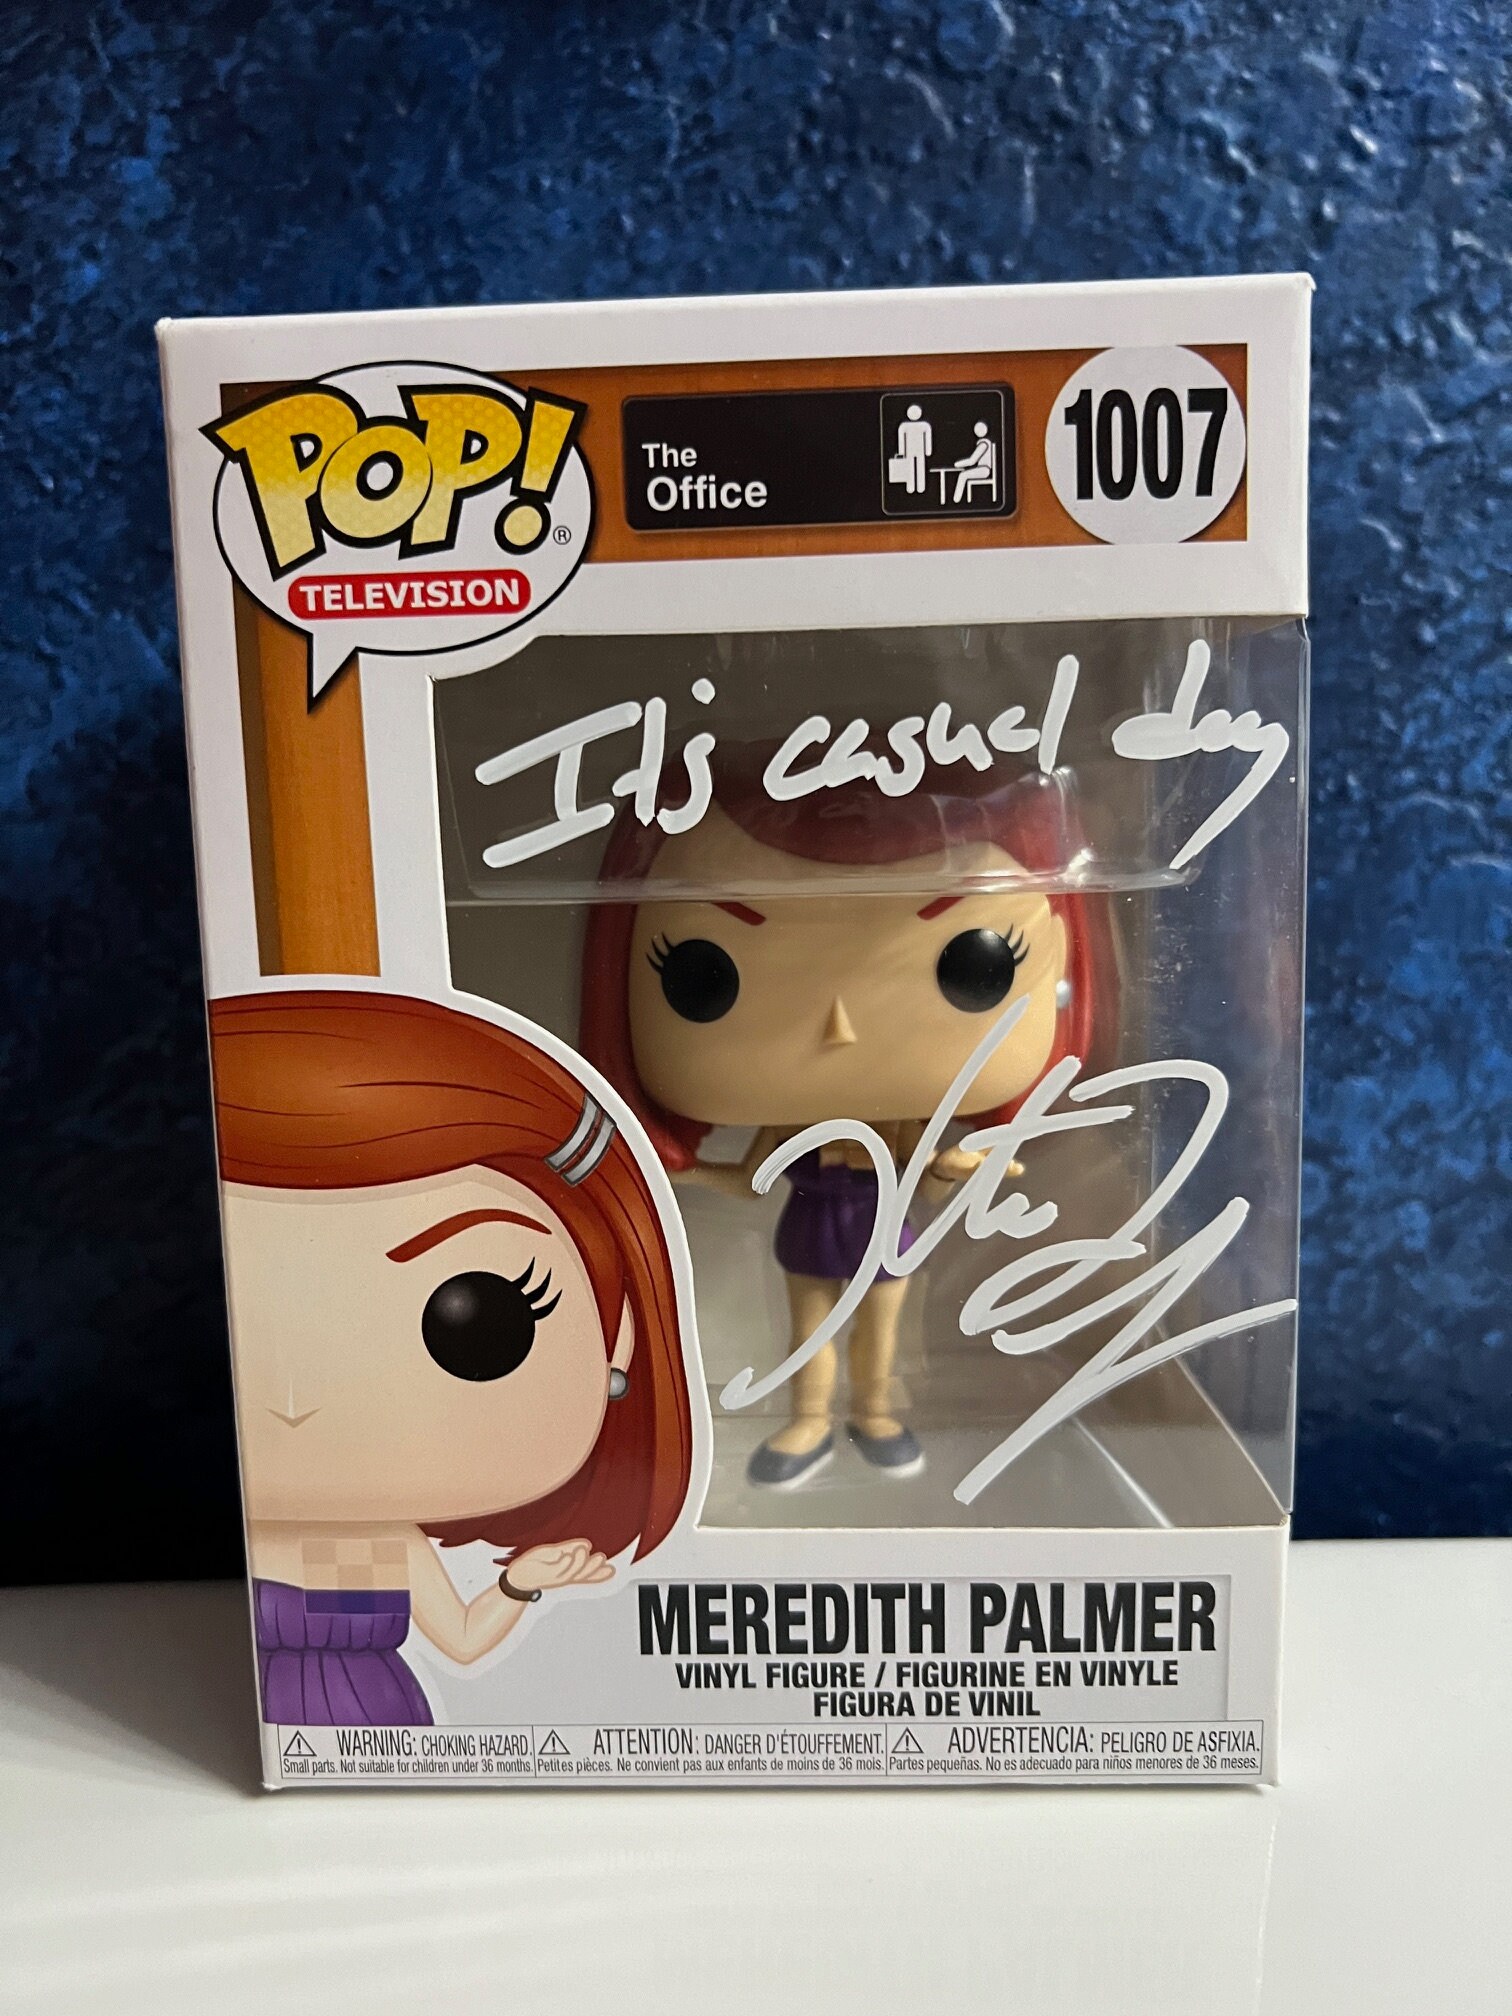 POP!®
TELEVISION
The
Office
1007
It's casual day
MEREDITH PALMER
VINYL FIGURE / FIGURINE EN VINYLE
FIGURA DE VINIL
⚠ WARNING: CHOKING HAZARD.
Small parts. Not suitable for children under 36 months.
⚠ ATTENTION: DANGER D'ÉTOUFFEMENT.
Petites pièces. Ne convient pas aux enfants de moins de 36 mois.
⚠ ADVERTENCIA: PELIGRO DE ASFIXIA.
Partes pequeñas. No es adecuado para niños menores de 36 meses.